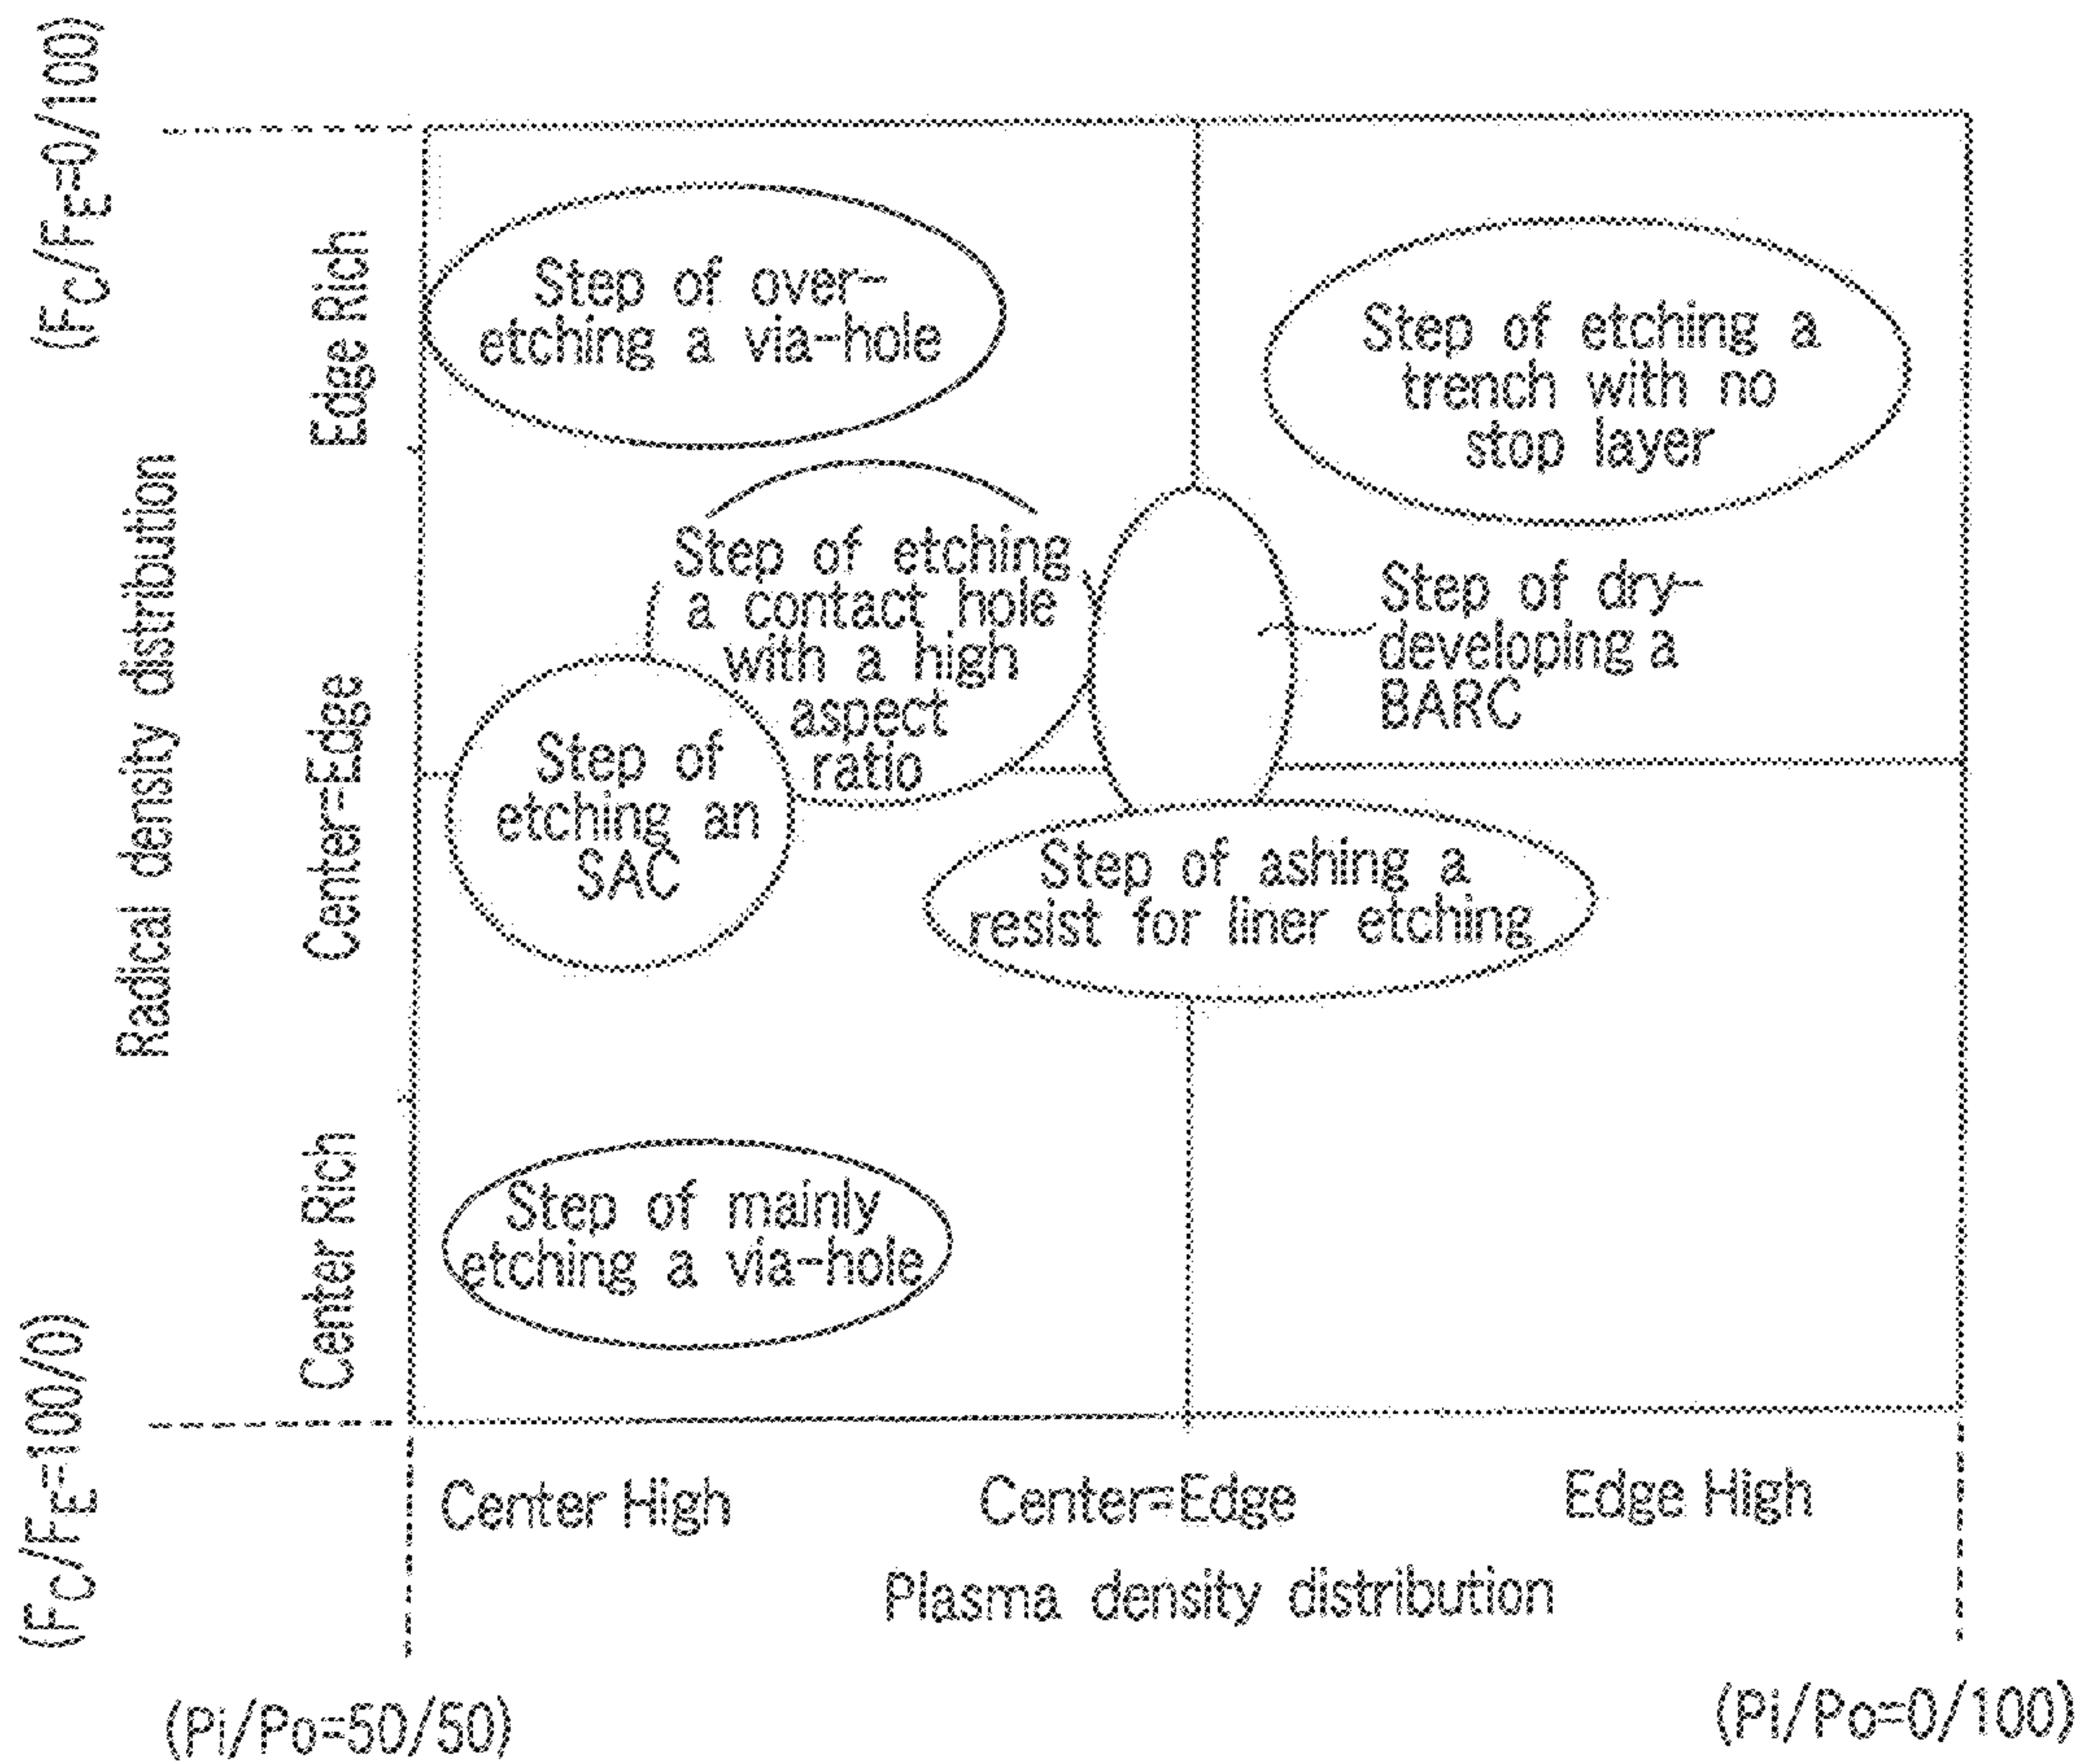 (FC/FE=0/100)
Edge Rich
Radical density distribution
Center=Edge
Center Rich
(FC/FE=100/0)
Step of over-
etching a via-hole
Step of etching a
trench with no
stop layer
Step of etching
a contact hole
with a high
aspect
ratio
Step of dry-
developing a
BARC
Step of
etching an
SAC
Step of ashing a
resist for liner etching
Step of mainly
etching a via-hole
Center High
Center=Edge
Edge High
Plasma density distribution
(Pi/Po=50/50)
(Pi/Po=0/100)